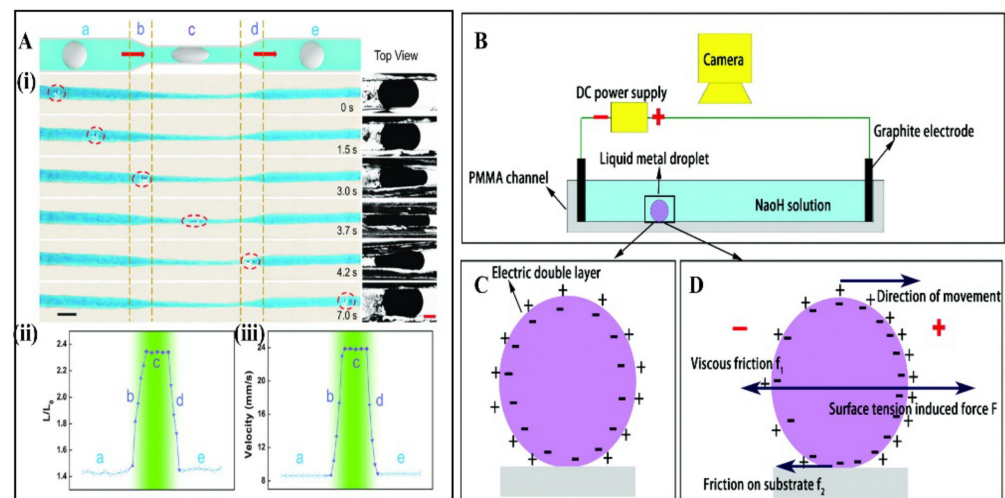 A
a
b
c
d
e
Top View
(i)
0 s
1.5 s
3.0 s
3.7 s
4.2 s
7.0 s
(ii)
2.4
2.2
2.0
1.8
1.6
1.4
L/L₀
a
b
c
d
e
(iii)
24
20
16
12
8
Velocity (mm/s)
a
b
c
d
e
B
Camera
DC power supply
− +
Graphite electrode
Liquid metal droplet
PMMA channel
NaoH solution
C
Electric double layer
D
Direction of movement
− +
Viscous friction f₁
Surface tension induced force F
Friction on substrate f₂